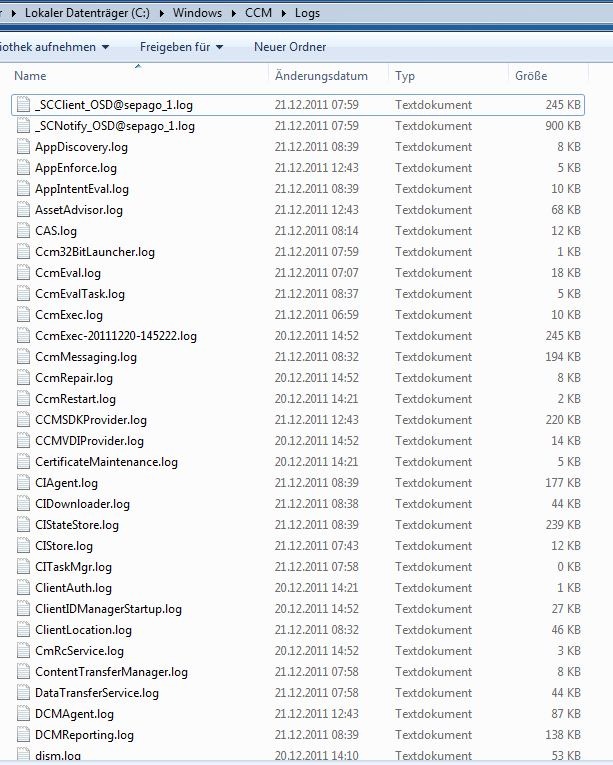 r ▸ Lokaler Datenträger (C:) ▸ Windows ▸ CCM ▸ Logs
iothek aufnehmen Freigeben für Neuer Ordner
Name Änderungsdatum Typ Größe
_SCClient_OSD@sepago_1.log 21.12.2011 07:59 Textdokument 245 KB
_SCNotify_OSD@sepago_1.log 21.12.2011 07:59 Textdokument 900 KB
AppDiscovery.log 21.12.2011 08:39 Textdokument 8 KB
AppEnforce.log 21.12.2011 12:43 Textdokument 5 KB
AppIntentEval.log 21.12.2011 08:39 Textdokument 10 KB
AssetAdvisor.log 21.12.2011 12:43 Textdokument 68 KB
CAS.log 21.12.2011 08:14 Textdokument 12 KB
Ccm32BitLauncher.log 21.12.2011 07:59 Textdokument 1 KB
CcmEval.log 21.12.2011 07:07 Textdokument 18 KB
CcmEvalTask.log 21.12.2011 08:37 Textdokument 5 KB
CcmExec.log 21.12.2011 06:59 Textdokument 10 KB
CcmExec-20111220-145222.log 20.12.2011 14:52 Textdokument 245 KB
CcmMessaging.log 21.12.2011 08:32 Textdokument 194 KB
CcmRepair.log 20.12.2011 14:52 Textdokument 8 KB
CcmRestart.log 20.12.2011 14:21 Textdokument 2 KB
CCMSDKProvider.log 21.12.2011 12:43 Textdokument 220 KB
CCMVDIProvider.log 20.12.2011 14:52 Textdokument 14 KB
CertificateMaintenance.log 20.12.2011 14:21 Textdokument 5 KB
CIAgent.log 21.12.2011 08:39 Textdokument 177 KB
CIDownloader.log 21.12.2011 08:38 Textdokument 44 KB
CIStateStore.log 21.12.2011 08:39 Textdokument 239 KB
CIStore.log 21.12.2011 07:43 Textdokument 12 KB
CITaskMgr.log 21.12.2011 07:58 Textdokument 0 KB
ClientAuth.log 20.12.2011 14:21 Textdokument 1 KB
ClientIDManagerStartup.log 20.12.2011 14:52 Textdokument 27 KB
ClientLocation.log 21.12.2011 08:32 Textdokument 46 KB
CmRcService.log 20.12.2011 14:52 Textdokument 3 KB
ContentTransferManager.log 21.12.2011 07:58 Textdokument 8 KB
DataTransferService.log 21.12.2011 07:58 Textdokument 44 KB
DCMAgent.log 21.12.2011 12:43 Textdokument 87 KB
DCMReporting.log 21.12.2011 08:39 Textdokument 138 KB
dism.log 20.12.2011 14:10 Textdokument 53 KB